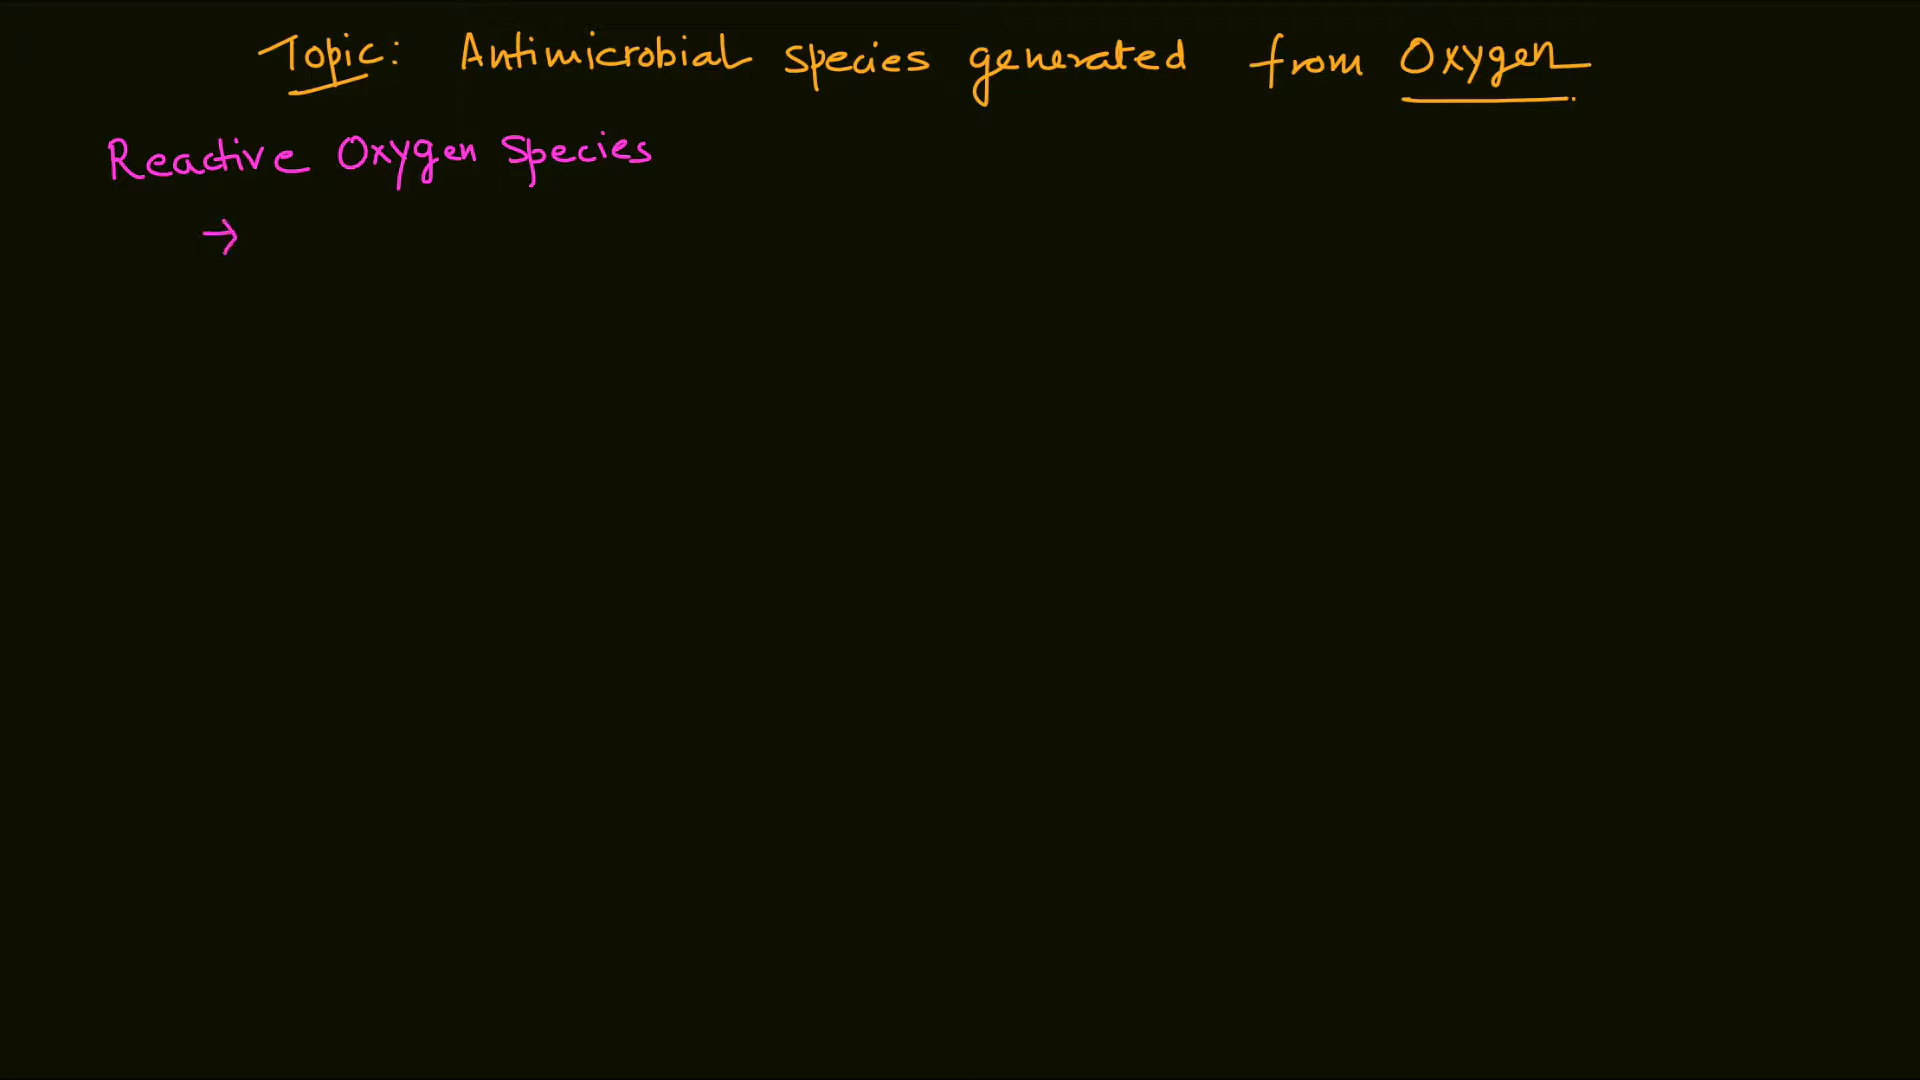 Topic: Antimicrobial species generated from Oxygen
Reactive Oxygen Species
→